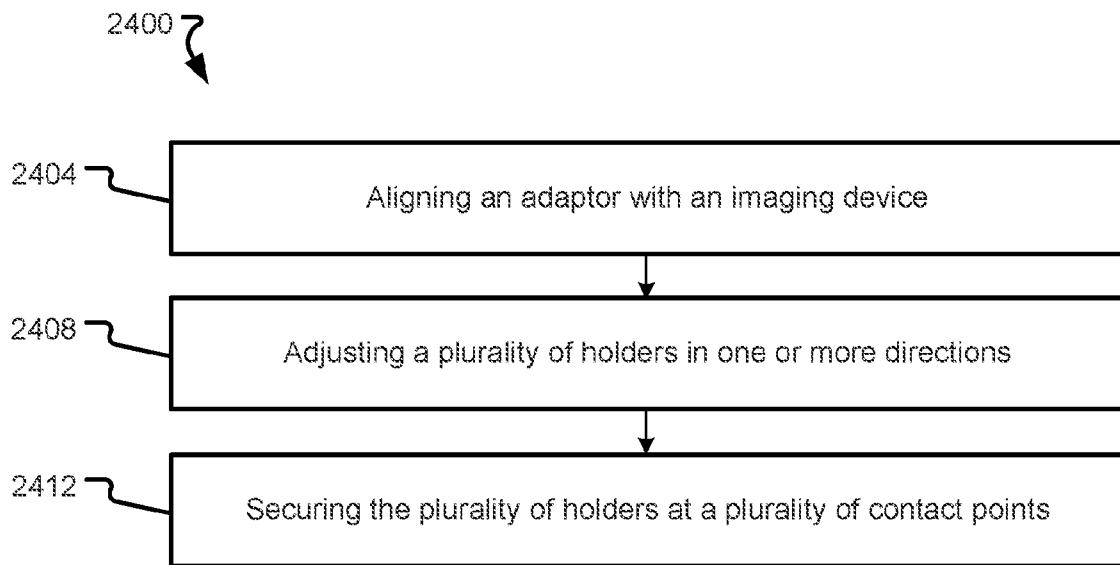 2400
2404
Aligning an adaptor with an imaging device
2408
Adjusting a plurality of holders in one or more directions
2412
Securing the plurality of holders at a plurality of contact points